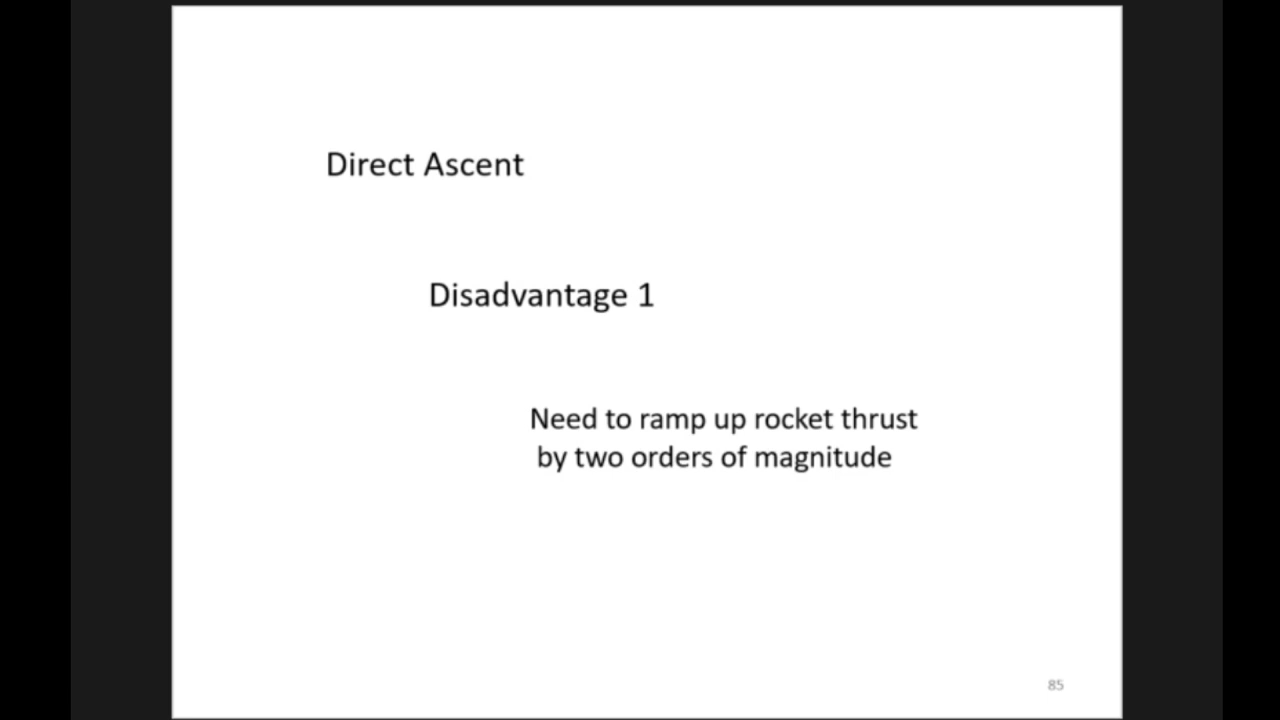 Direct Ascent
Disadvantage 1
Need to ramp up rocket thrust
by two orders of magnitude
85